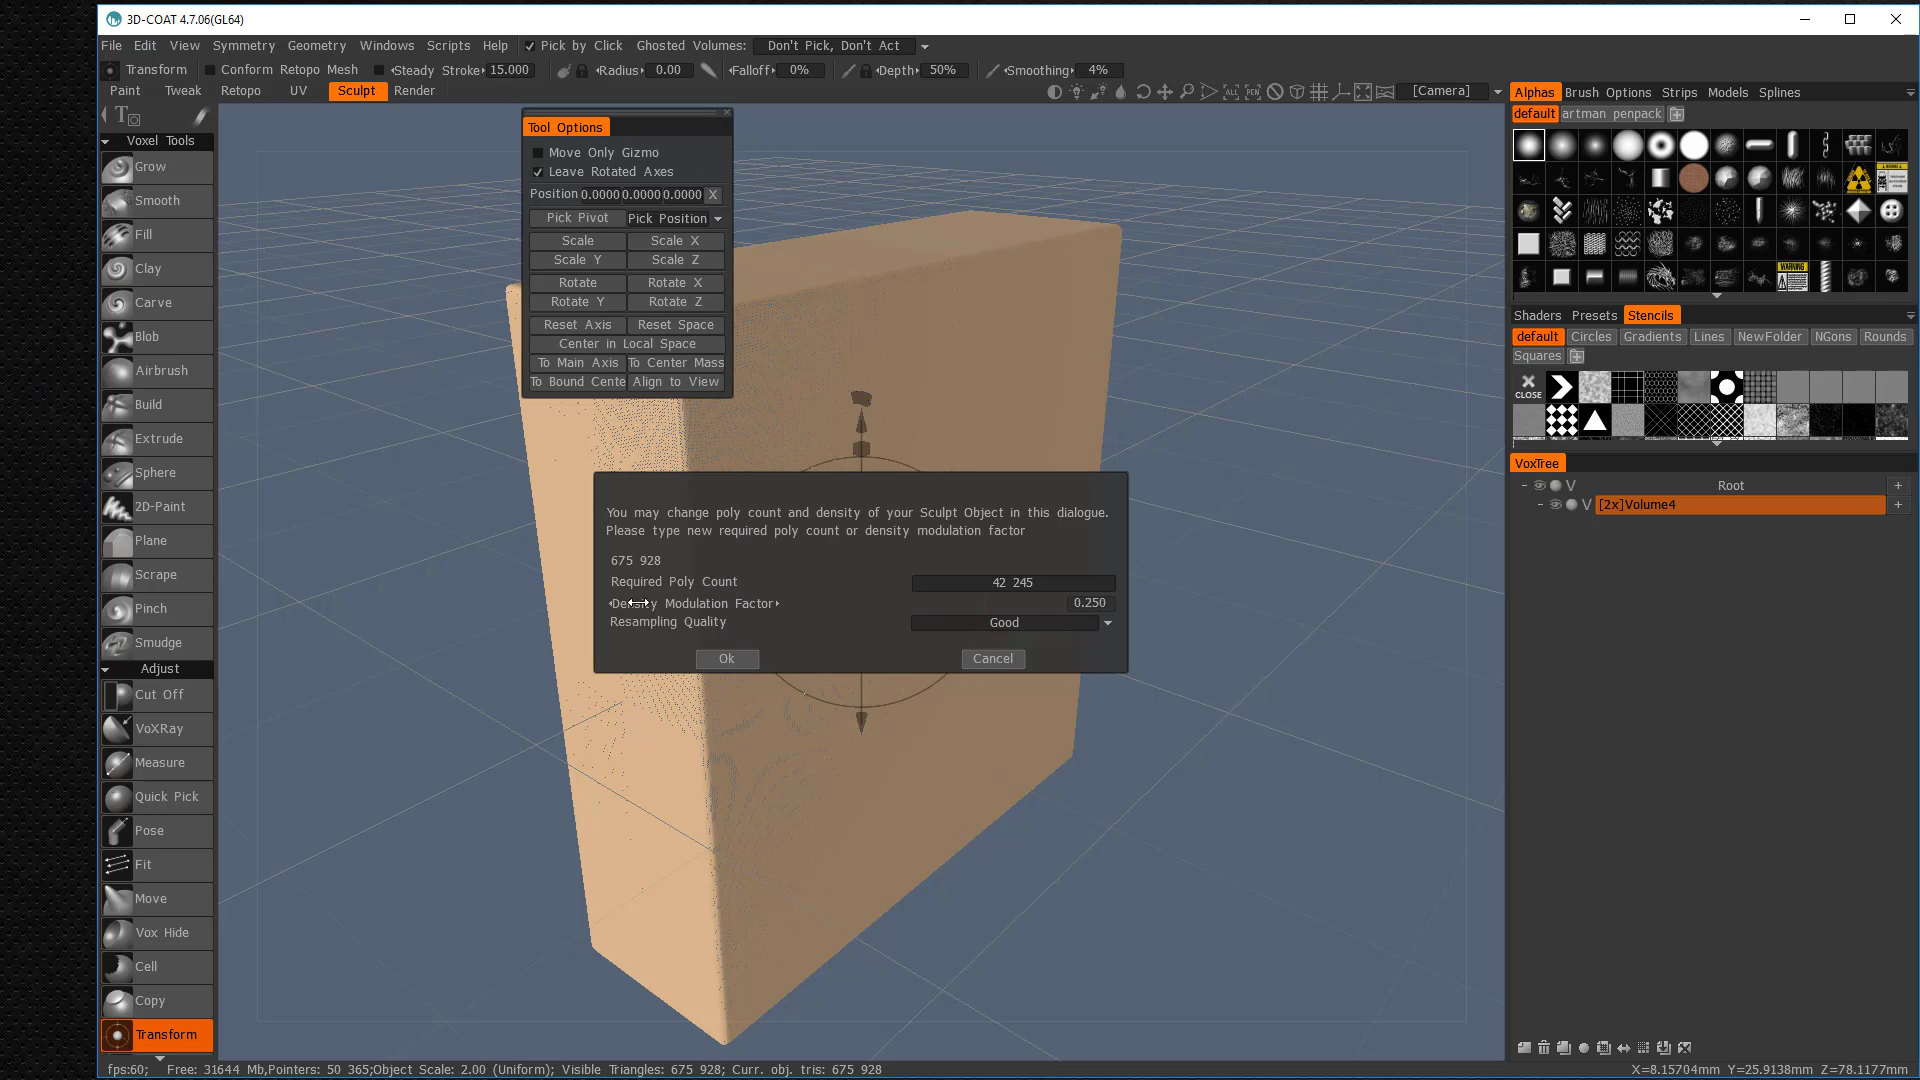 3D-COAT 4.7.06(GL64)
File Edit View Symmetry Geometry Windows Scripts Help Pick by Click Ghosted Volumes: Don't Pick, Don't Act
Transform Conform Retopo Mesh Steady Stroke 15.000 Radius 0.00 Falloff 0% Depth 50% Smoothing 4%
Paint Tweak Retopo UV Sculpt Render [Camera]
Voxel Tools
Grow
Smooth
Fill
Clay
Carve
Blob
Airbrush
Build
Extrude
Sphere
2D-Paint
Plane
Scrape
Pinch
Smudge
Adjust
Cut Off
VoXRay
Measure
Quick Pick
Pose
Fit
Move
Vox Hide
Cell
Copy
Transform
Tool Options
Move Only Gizmo
Leave Rotated Axes
Position 0.0000 0.0000 0.0000 X
Pick Pivot Pick Position
Scale Scale X
Scale Y Scale Z
Rotate Rotate X
Rotate Y Rotate Z
Reset Axis Reset Space
Center in Local Space
To Main Axis To Center Mass
To Bound Cente Align to View
You may change poly count and density of your Sculpt Object in this dialogue.
Please type new required poly count or density modulation factor
675 928
Required Poly Count 42 245
Modulation Factor 0.250
Resampling Quality Good
Ok Cancel
Alphas Brush Options Strips Models Splines
default artman penpack
WARNING
Shaders Presets Stencils
default Circles Gradients Lines NewFolder NGons Rounds
Squares
CLOSE
VoxTree
V Root +
V [2x]Volume4 +
fps:60; Free: 31644 Mb,Pointers: 50 365;Object Scale: 2.00 (Uniform); Visible Triangles: 675 928; Curr. obj. tris: 675 928
X=8.15704mm Y=25.9138mm Z=78.1177mm